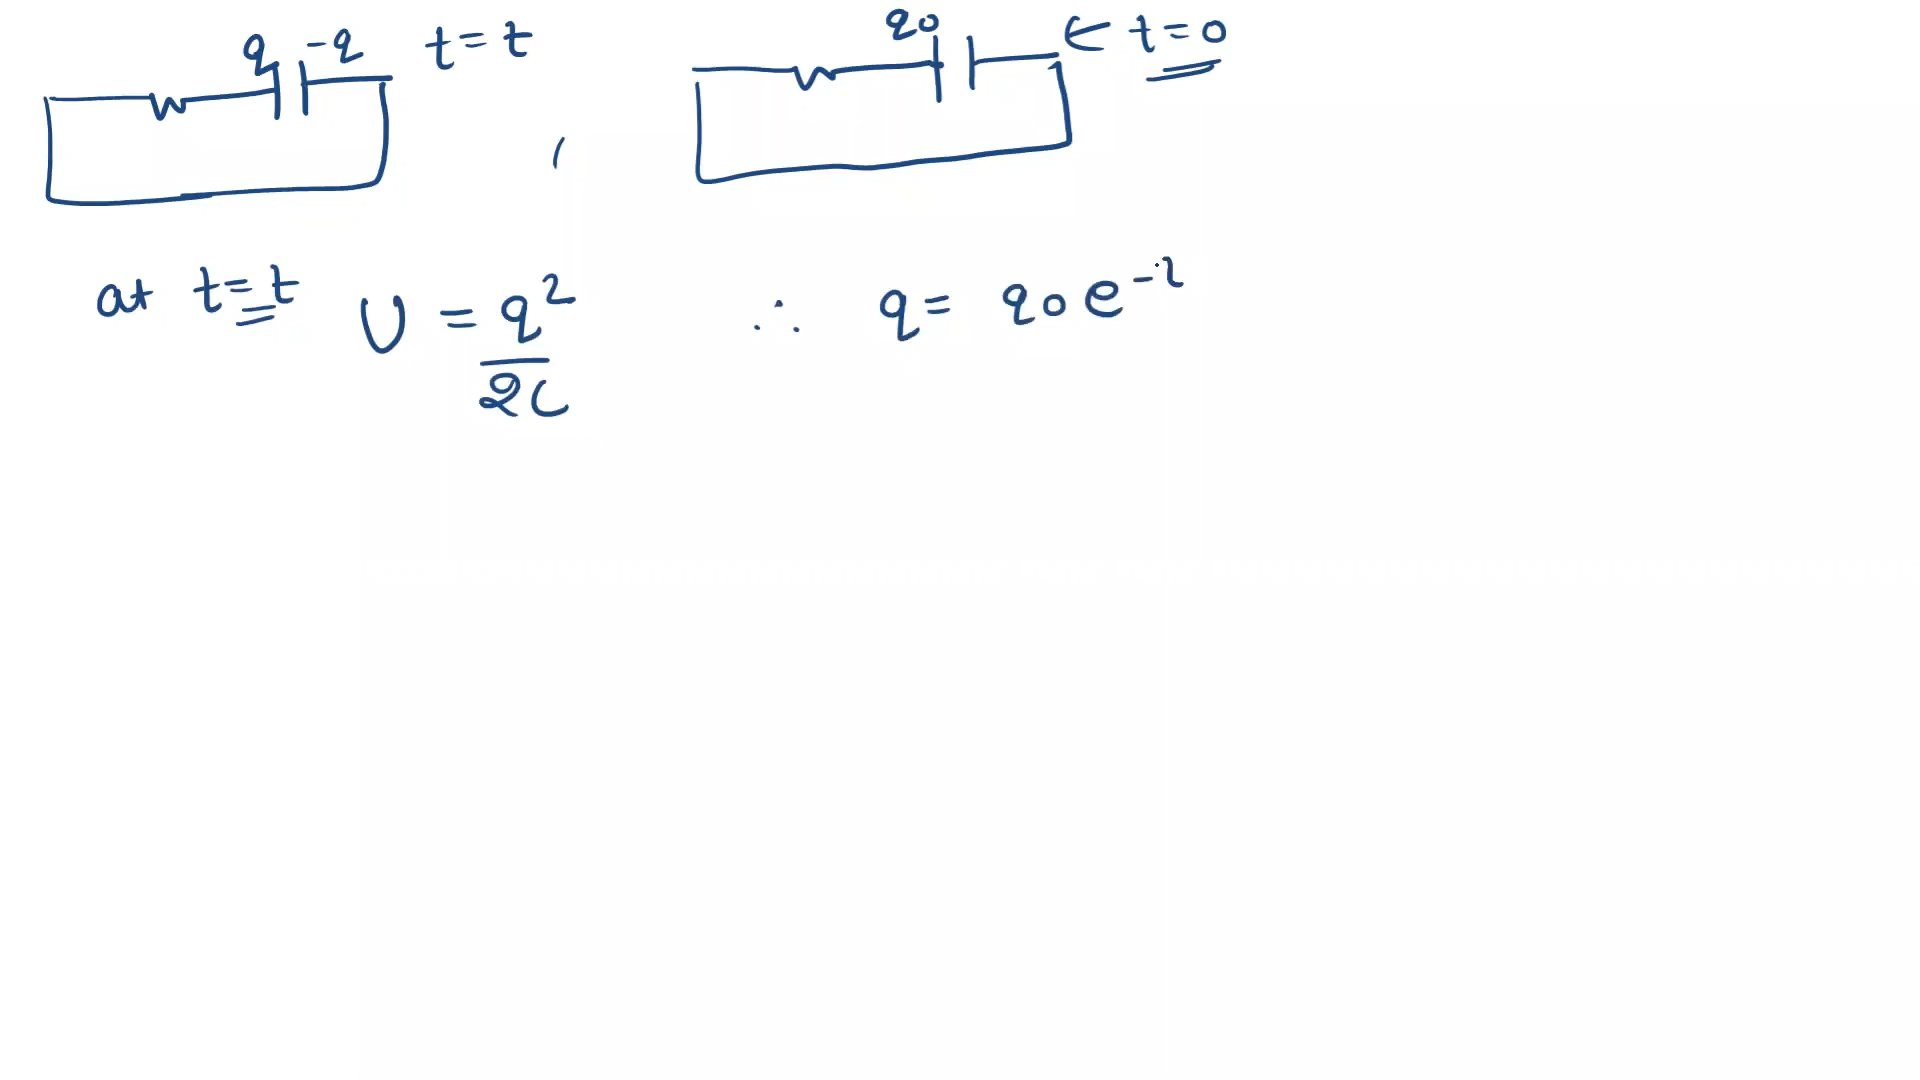 q -q t = t
q0 ← t = 0
at t = t U = q² / 2C ∴ q = q0 e^-